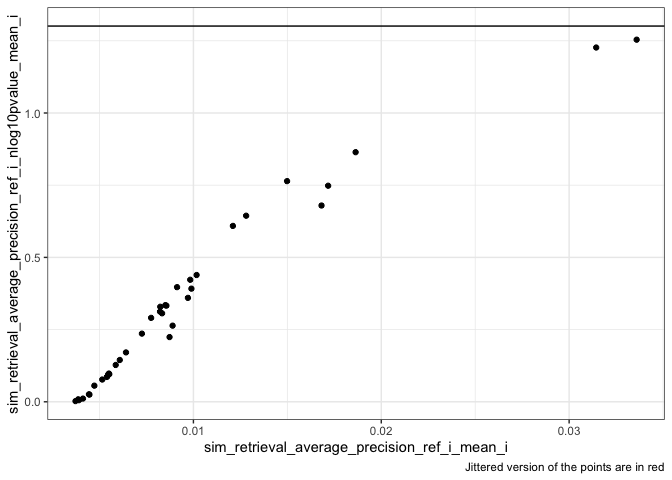 sim_retrieval_average_precision_ref_i_nlog10pvalue_mean_i
1.0
0.5
0.0
0.01
0.02
0.03
sim_retrieval_average_precision_ref_i_mean_i
Jittered version of the points are in red